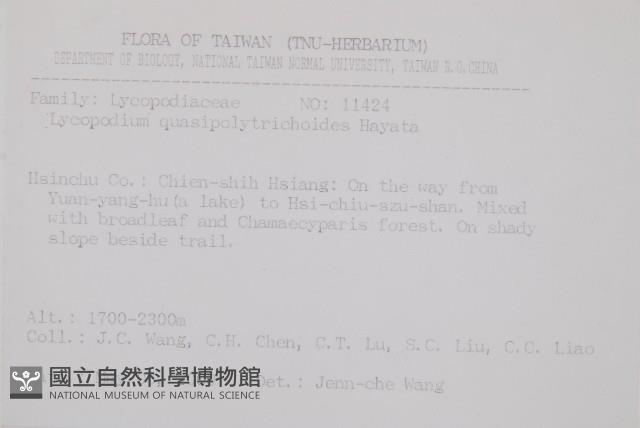 FLORA OF TAIWAN (TNU-HERBARIUM)
DEPARTMENT OF BIOLOGY, NATIONAL TAIWAN NORMAL UNIVERSITY, TAIWAN R.O.CHINA
Family: Lycopodiaceae NO: 11424
Lycopodium quasipolytrichoides Hayata
Hsinchu Co.: Chien-shih Hsiang: On the way from
Yuan-yang-hu(a lake) to Hsi-chiu-szu-shan. Mixed
with broadleaf and Chamaecyparis forest. On shady
slope beside trail.
Alt.: 1700-2300m
Coll.: J.C. Wang, C.H. Chen, C.T. Lu, S.C. Liu, C.C. Liao
Det.: Jenn-che Wang
國立自然科學博物館
NATIONAL MUSEUM OF NATURAL SCIENCE